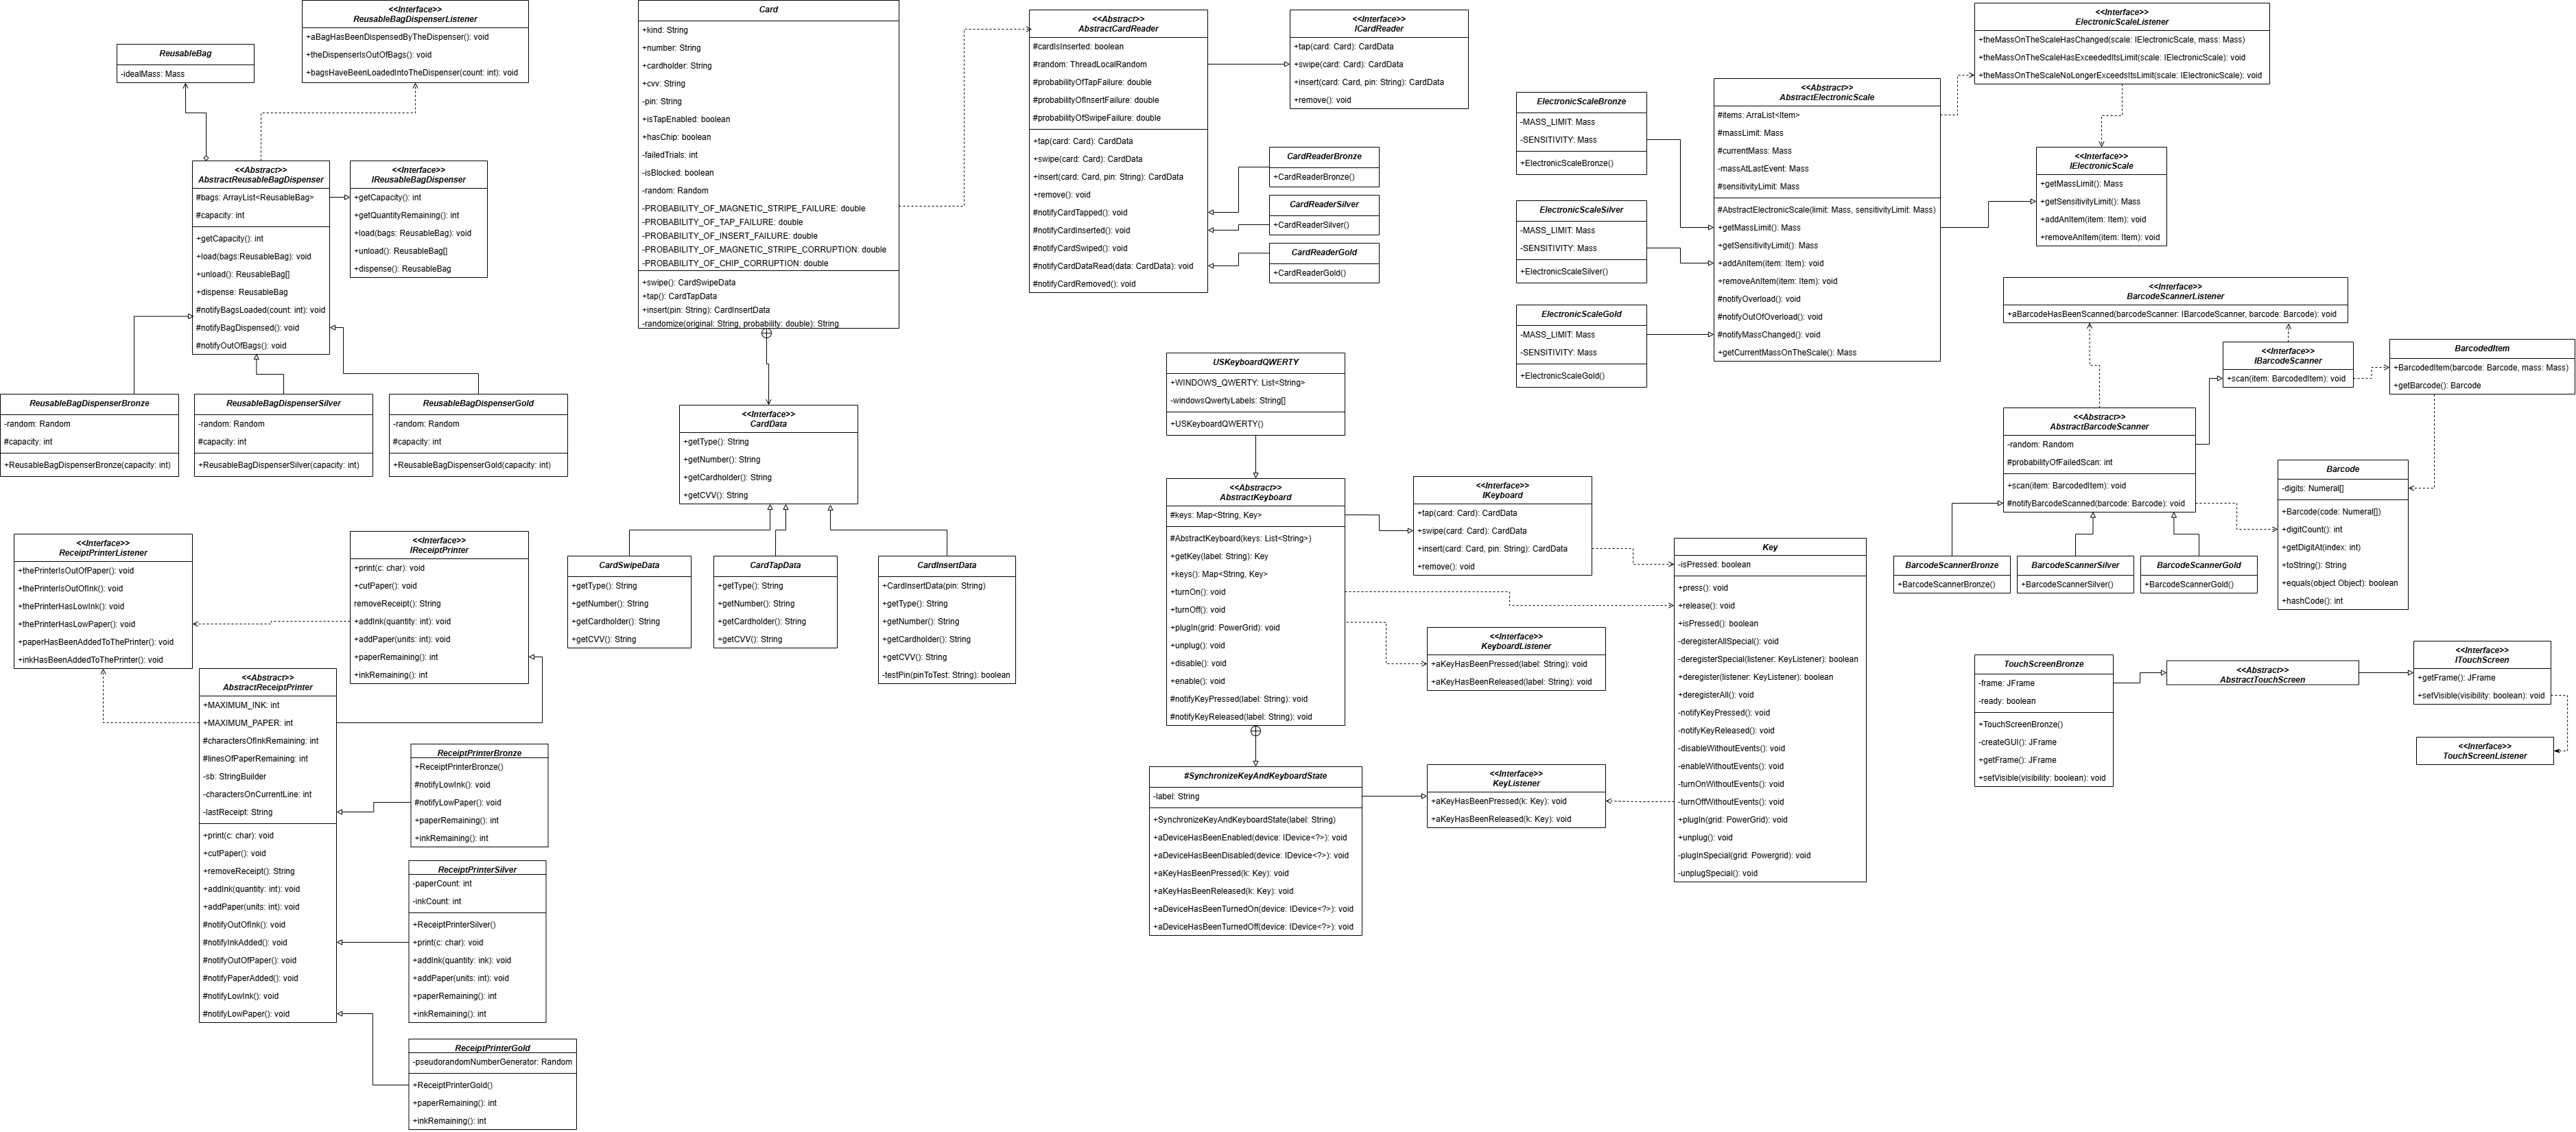 ReusableBag
-idealMass: Mass
<<Interface>>
ReusableBagDispenserListener
+aBagHasBeenDispensedByTheDispenser(): void
+theDispenserIsOutOfBags(): void
+bagsHaveBeenLoadedIntoTheDispenser(count: int): void
<<Abstract>>
AbstractReusableBagDispenser
#bags: ArrayList<ReusableBag>
#capacity: int
+getCapacity(): int
+load(bags:ReusableBag): void
+unload(): ReusableBag[]
+dispense: ReusableBag
#notifyBagsLoaded(count: int): void
#notifyBagDispensed(): void
#notifyOutOfBags(): void
<<Interface>>
IReusableBagDispenser
+getCapacity(): int
+getQuantityRemaining(): int
+load(bags: ReusableBag): void
+unload(): ReusableBag[]
+dispense(): ReusableBag
ReusableBagDispenserBronze
-random: Random
#capacity: int
+ReusableBagDispenserBronze(capacity: int)
ReusableBagDispenserSilver
-random: Random
#capacity: int
+ReusableBagDispenserSilver(capacity: int)
ReusableBagDispenserGold
-random: Random
#capacity: int
+ReusableBagDispenserGold(capacity: int)
<<Interface>>
ReceiptPrinterListener
+thePrinterIsOutOfPaper(): void
+thePrinterIsOutOfInk(): void
+thePrinterHasLowInk(): void
+thePrinterHasLowPaper(): void
+paperHasBeenAddedToThePrinter(): void
+inkHasBeenAddedToThePrinter(): void
<<Interface>>
IReceiptPrinter
+print(c: char): void
+cutPaper(): void
removeReceipt(): String
+addInk(quantity: int): void
+addPaper(units: int): void
+paperRemaining(): int
+inkRemaining(): int
<<Abstract>>
AbstractReceiptPrinter
+MAXIMUM_INK: int
+MAXIMUM_PAPER: int
#charactersOfInkRemaining: int
#linesOfPaperRemaining: int
-sb: StringBuilder
-charactersOnCurrentLine: int
-lastReceipt: String
+print(c: char): void
+cutPaper(): void
+removeReceipt(): String
+addInk(quantity: int): void
+addPaper(units: int): void
#notifyOutOfInk(): void
#notifyInkAdded(): void
#notifyOutOfPaper(): void
#notifyPaperAdded(): void
#notifyLowInk(): void
#notifyLowPaper(): void
ReceiptPrinterBronze
+ReceiptPrinterBronze()
#notifyLowInk(): void
#notifyLowPaper(): void
+paperRemaining(): int
+inkRemaining(): int
ReceiptPrinterSilver
-paperCount: int
-inkCount: int
+ReceiptPrinterSilver()
+print(c: char): void
+addInk(quantity: ink): void
+addPaper(units: int): void
+paperRemaining(): int
+inkRemaining(): int
ReceiptPrinterGold
-pseudorandomNumberGenerator: Random
+ReceiptPrinterGold()
+paperRemaining(): int
+inkRemaining(): int
Card
+kind: String
+number: String
+cardholder: String
+cvv: String
-pin: String
+isTapEnabled: boolean
+hasChip: boolean
-failedTrials: int
-isBlocked: boolean
-random: Random
-PROBABILITY_OF_MAGNETIC_STRIPE_FAILURE: double
-PROBABILITY_OF_TAP_FAILURE: double
-PROBABILITY_OF_INSERT_FAILURE: double
-PROBABILITY_OF_MAGNETIC_STRIPE_CORRUPTION: double
-PROBABILITY_OF_CHIP_CORRUPTION: double
+swipe(): CardSwipeData
+tap(): CardTapData
+insert(pin: String): CardInsertData
-randomize(original: String, probability: double): String
<<Interface>>
CardData
+getType(): String
+getNumber(): String
+getCardholder(): String
+getCVV(): String
CardSwipeData
+getType(): String
+getNumber(): String
+getCardholder(): String
+getCVV(): String
CardTapData
+getType(): String
+getNumber(): String
+getCardholder(): String
+getCVV(): String
CardInsertData
+CardInsertData(pin: String)
+getType(): String
+getNumber(): String
+getCardholder(): String
+getCVV(): String
-testPin(pinToTest: String): boolean
<<Abstract>>
AbstractCardReader
#cardIsInserted: boolean
#random: ThreadLocalRandom
#probabilityOfTapFailure: double
#probabilityOfInsertFailure: double
#probabilityOfSwipeFailure: double
+tap(card: Card): CardData
+swipe(card: Card): CardData
+insert(card: Card, pin: String): CardData
+remove(): void
#notifyCardTapped(): void
#notifyCardInserted(): void
#notifyCardSwiped(): void
#notifyCardDataRead(data: CardData): void
#notifyCardRemoved(): void
<<Interface>>
ICardReader
+tap(card: Card): CardData
+swipe(card: Card): CardData
+insert(card: Card, pin: String): CardData
+remove(): void
CardReaderBronze
+CardReaderBronze()
CardReaderSilver
+CardReaderSilver()
CardReaderGold
+CardReaderGold()
USKeyboardQWERTY
+WINDOWS_QWERTY: List<String>
-windowsQwertyLabels: String[]
+USKeyboardQWERTY()
<<Abstract>>
AbstractKeyboard
#keys: Map<String, Key>
#AbstractKeyboard(keys: List<String>)
+getKey(label: String): Key
+keys(): Map<String, Key>
+turnOn(): void
+turnOff(): void
+plugIn(grid: PowerGrid): void
+unplug(): void
+disable(): void
+enable(): void
#notifyKeyPressed(label: String): void
#notifyKeyReleased(label: String): void
<<Interface>>
IKeyboard
+tap(card: Card): CardData
+swipe(card: Card): CardData
+insert(card: Card, pin: String): CardData
+remove(): void
<<Interface>>
KeyboardListener
+aKeyHasBeenPressed(label: String): void
+aKeyHasBeenReleased(label: String): void
#SynchronizeKeyAndKeyboardState
-label: String
+SynchronizeKeyAndKeyboardState(label: String)
+aDeviceHasBeenEnabled(device: IDevice<?>): void
+aDeviceHasBeenDisabled(device: IDevice<?>): void
+aKeyHasBeenPressed(k: Key): void
+aKeyHasBeenReleased(k: Key): void
+aDeviceHasBeenTurnedOn(device: IDevice<?>): void
+aDeviceHasBeenTurnedOff(device: IDevice<?>): void
<<Interface>>
KeyListener
+aKeyHasBeenPressed(k: Key): void
+aKeyHasBeenReleased(k: Key): void
Key
-isPressed: boolean
+press(): void
+release(): void
+isPressed(): boolean
-deregisterAllSpecial(): void
-deregisterSpecial(listener: KeyListener): boolean
+deregister(listener: KeyListener): boolean
+deregisterAll(): void
-notifyKeyPressed(): void
-notifyKeyReleased(): void
-disableWithoutEvents(): void
-enableWithoutEvents(): void
-turnOnWithoutEvents(): void
-turnOffWithoutEvents(): void
+plugIn(grid: PowerGrid): void
+unplug(): void
-plugInSpecial(grid: Powergrid): void
-unplugSpecial(): void
ElectronicScaleBronze
-MASS_LIMIT: Mass
-SENSITIVITY: Mass
+ElectronicScaleBronze()
ElectronicScaleSilver
-MASS_LIMIT: Mass
-SENSITIVITY: Mass
+ElectronicScaleSilver()
ElectronicScaleGold
-MASS_LIMIT: Mass
-SENSITIVITY: Mass
+ElectronicScaleGold()
<<Abstract>>
AbstractElectronicScale
#items: ArraList<Item>
#massLimit: Mass
#currentMass: Mass
-massAtLastEvent: Mass
#sensitivityLimit: Mass
#AbstractElectronicScale(limit: Mass, sensitivityLimit: Mass)
+getMassLimit(): Mass
+getSensitivityLimit(): Mass
+addAnItem(item: Item): void
+removeAnItem(item: Item): void
#notifyOverload(): void
#notifyOutOfOverload(): void
#notifyMassChanged(): void
+getCurrentMassOnTheScale(): Mass
<<Interface>>
ElectronicScaleListener
+theMassOnTheScaleHasChanged(scale: IElectronicScale, mass: Mass)
+theMassOnTheScaleHasExceededItsLimit(scale: IElectronicScale)
+theMassOnTheScaleNoLongerExceedsItsLimit(scale: IElectronicScale): void
<<Interface>>
IElectronicScale
+getMassLimit(): Mass
+getSensitivityLimit(): Mass
+addAnItem(item: Item): void
+removeAnItem(item: Item): void
<<Interface>>
BarcodeScannerListener
+aBarcodeHasBeenScanned(barcodeScanner: IBarcodeScanner, barcode: Barcode): void
<<Interface>>
IBarcodeScanner
+scan(item: BarcodedItem): void
BarcodedItem
+BarcodedItem(barcode: Barcode, mass: Mass)
+getBarcode(): Barcode
<<Abstract>>
AbstractBarcodeScanner
-random: Random
#probabilityOfFailedScan: int
+scan(item: BarcodedItem): void
#notifyBarcodeScanned(barcode: Barcode): void
Barcode
-digits: Numeral[]
+Barcode(code: Numeral[])
+digitCount(): int
+getDigitAt(index: int)
+toString(): String
+equals(object Object): boolean
+hashCode(): int
BarcodeScannerBronze
+BarcodeScannerBronze()
BarcodeScannerSilver
+BarcodeScannerSilver()
BarcodeScannerGold
+BarcodeScannerGold()
TouchScreenBronze
-frame: JFrame
-ready: boolean
+TouchScreenBronze()
-createGUI(): JFrame
+getFrame(): JFrame
+setVisible(visibility: boolean): void
<<Abstract>>
AbstractTouchScreen
<<Interface>>
ITouchScreen
+getFrame(): JFrame
+setVisible(visibility: boolean): void
<<Interface>>
TouchScreenListener